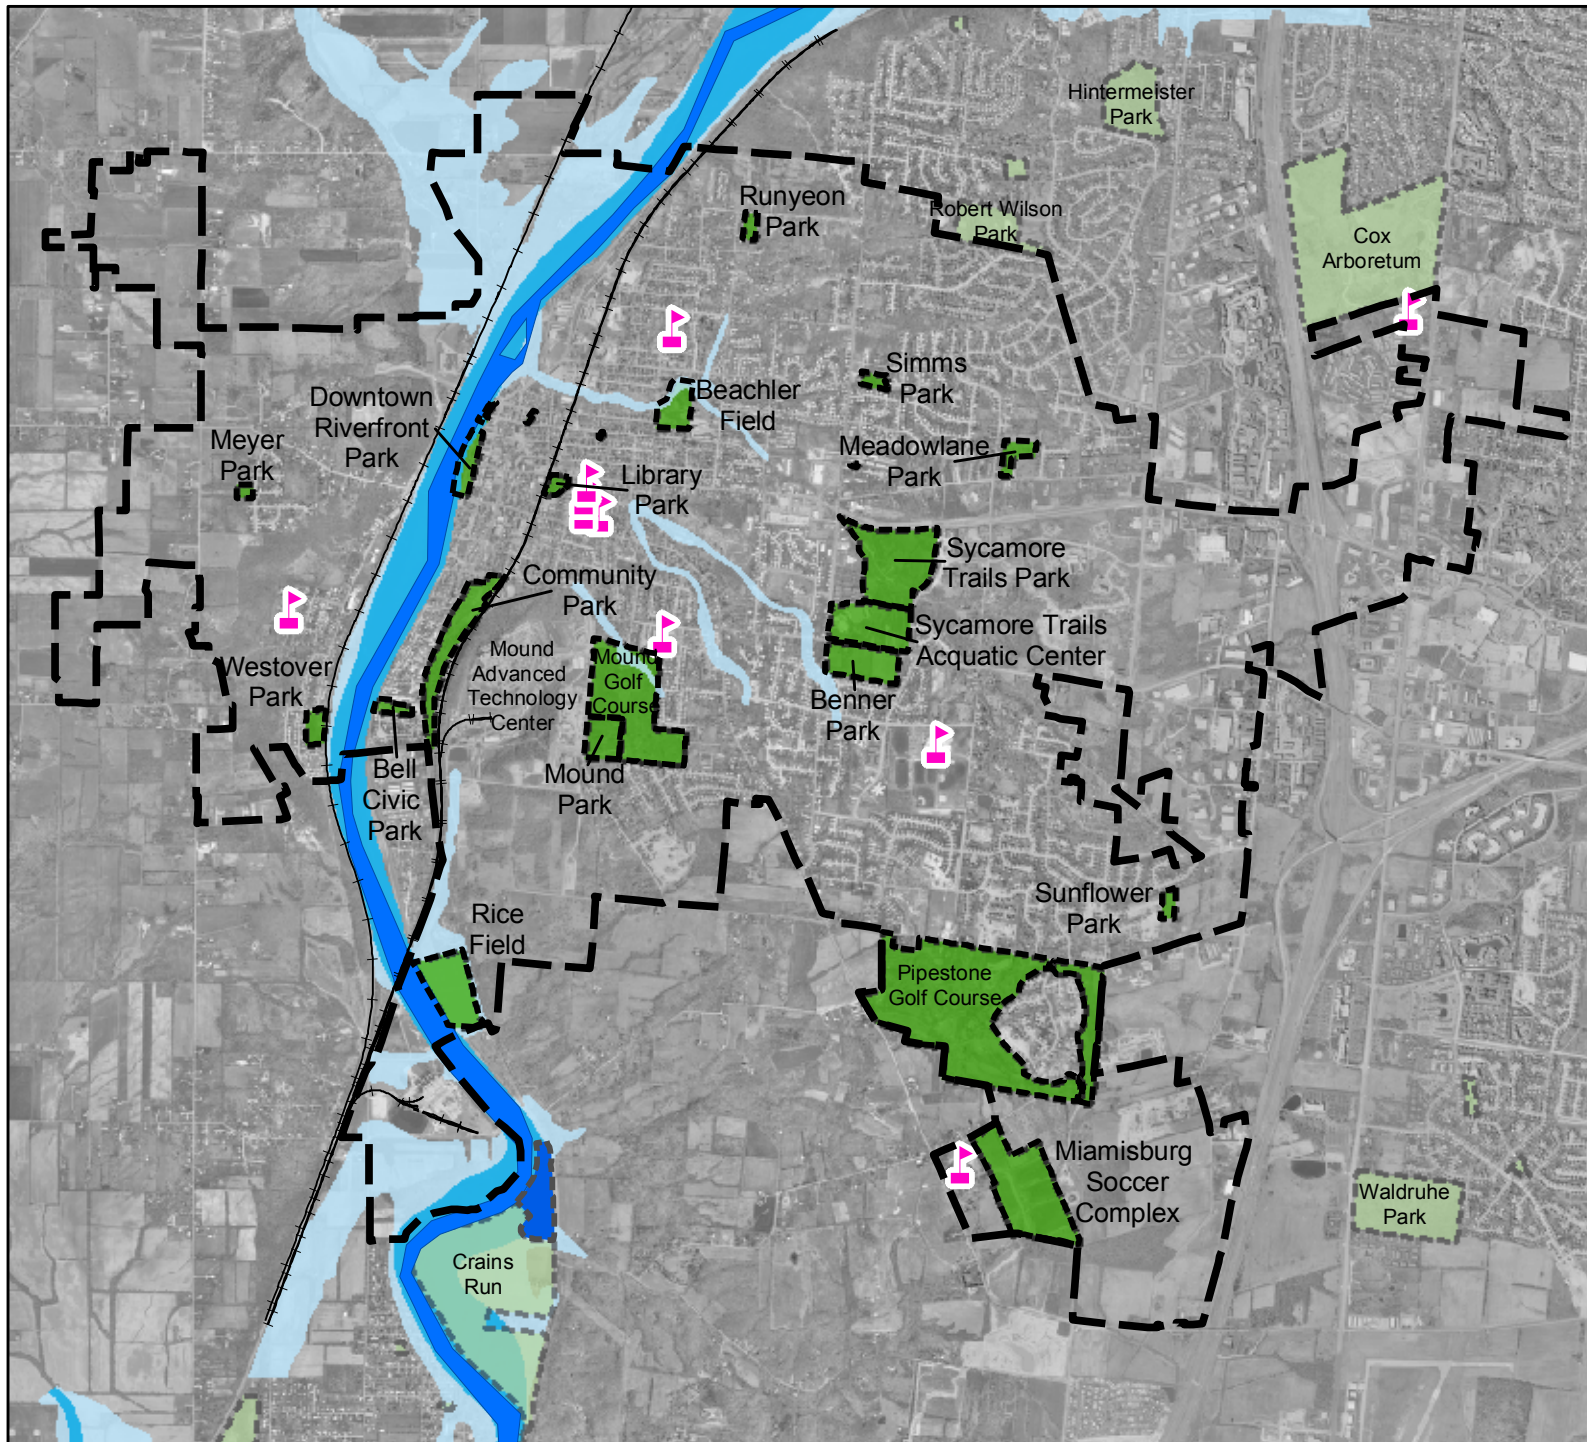 Hintermeister
Park
Runyeon
Park
Robert Wilson
Park
Cox
Arboretum
Simms
Park
Beachler
Field
Downtown
Riverfront
Park
Meyer
Park
Meadowlane
Park
Library
Park
Sycamore
Trails Park
Community
Park
Sycamore Trails
Acquatic Center
Mound
Advanced
Technology
Center
Mound
Golf
Course
Westover
Park
Benner
Park
Bell
Civic
Park
Mound
Park
Sunflower
Park
Rice
Field
Pipestone
Golf Course
Miamisburg
Soccer
Complex
Waldruhe
Park
Crains
Run